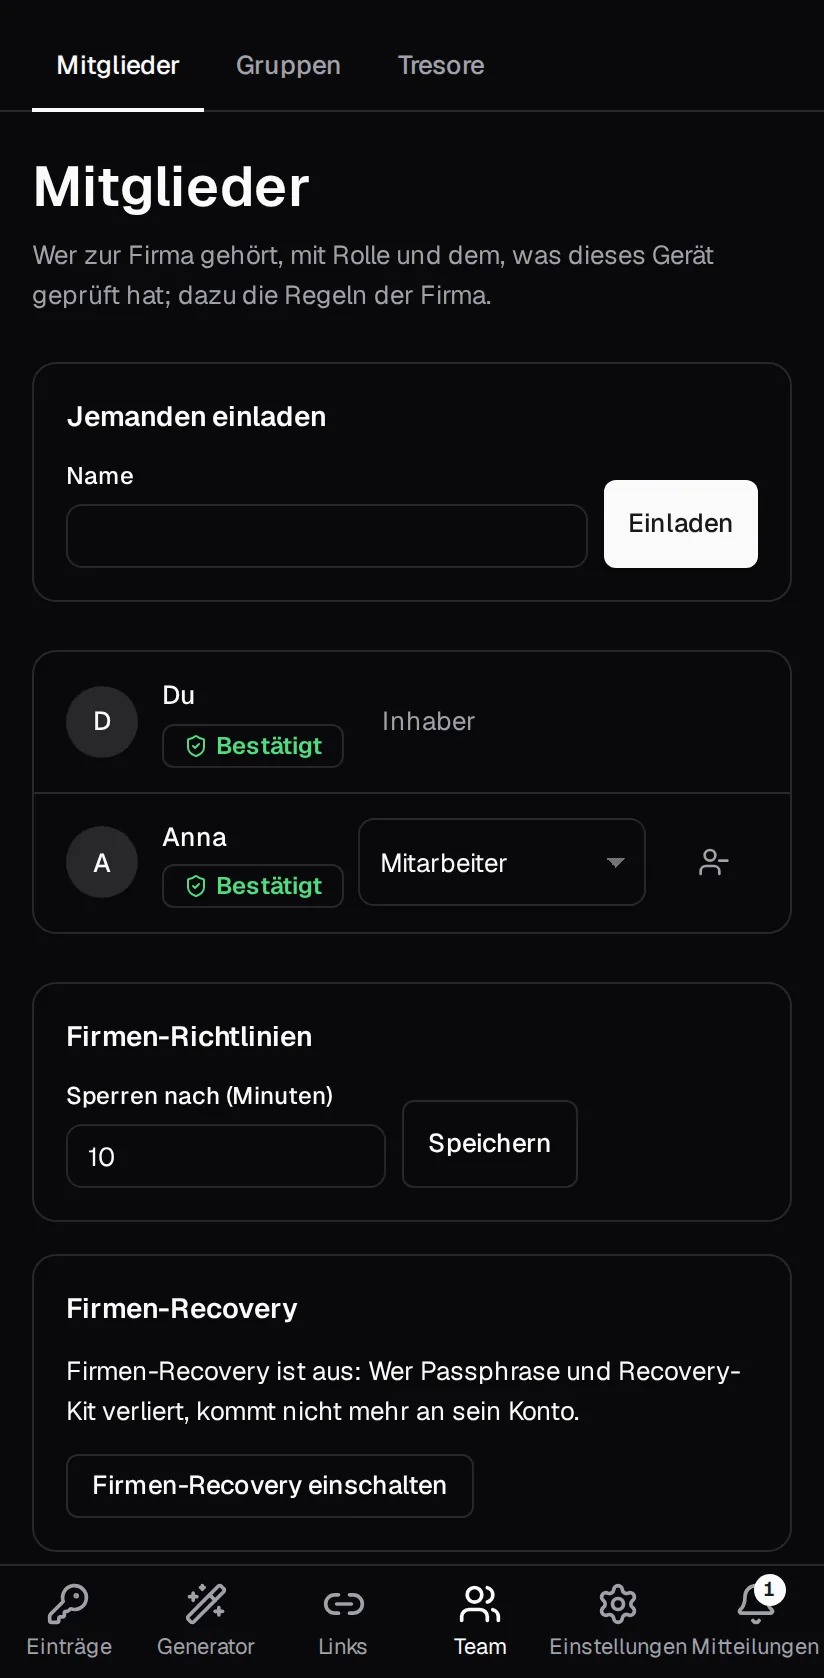 Mitglieder Gruppen Tresore
Mitglieder
Wer zur Firma gehört, mit Rolle und dem, was dieses Gerät
geprüft hat; dazu die Regeln der Firma.
Jemanden einladen
Name
Einladen
D
Du
Bestätigt
Inhaber
A
Anna
Bestätigt
Mitarbeiter
Firmen-Richtlinien
Sperren nach (Minuten)
10
Speichern
Firmen-Recovery
Firmen-Recovery ist aus: Wer Passphrase und Recovery-
Kit verliert, kommt nicht mehr an sein Konto.
Firmen-Recovery einschalten
1
Einträge Generator Links Team Einstellungen Mitteilungen